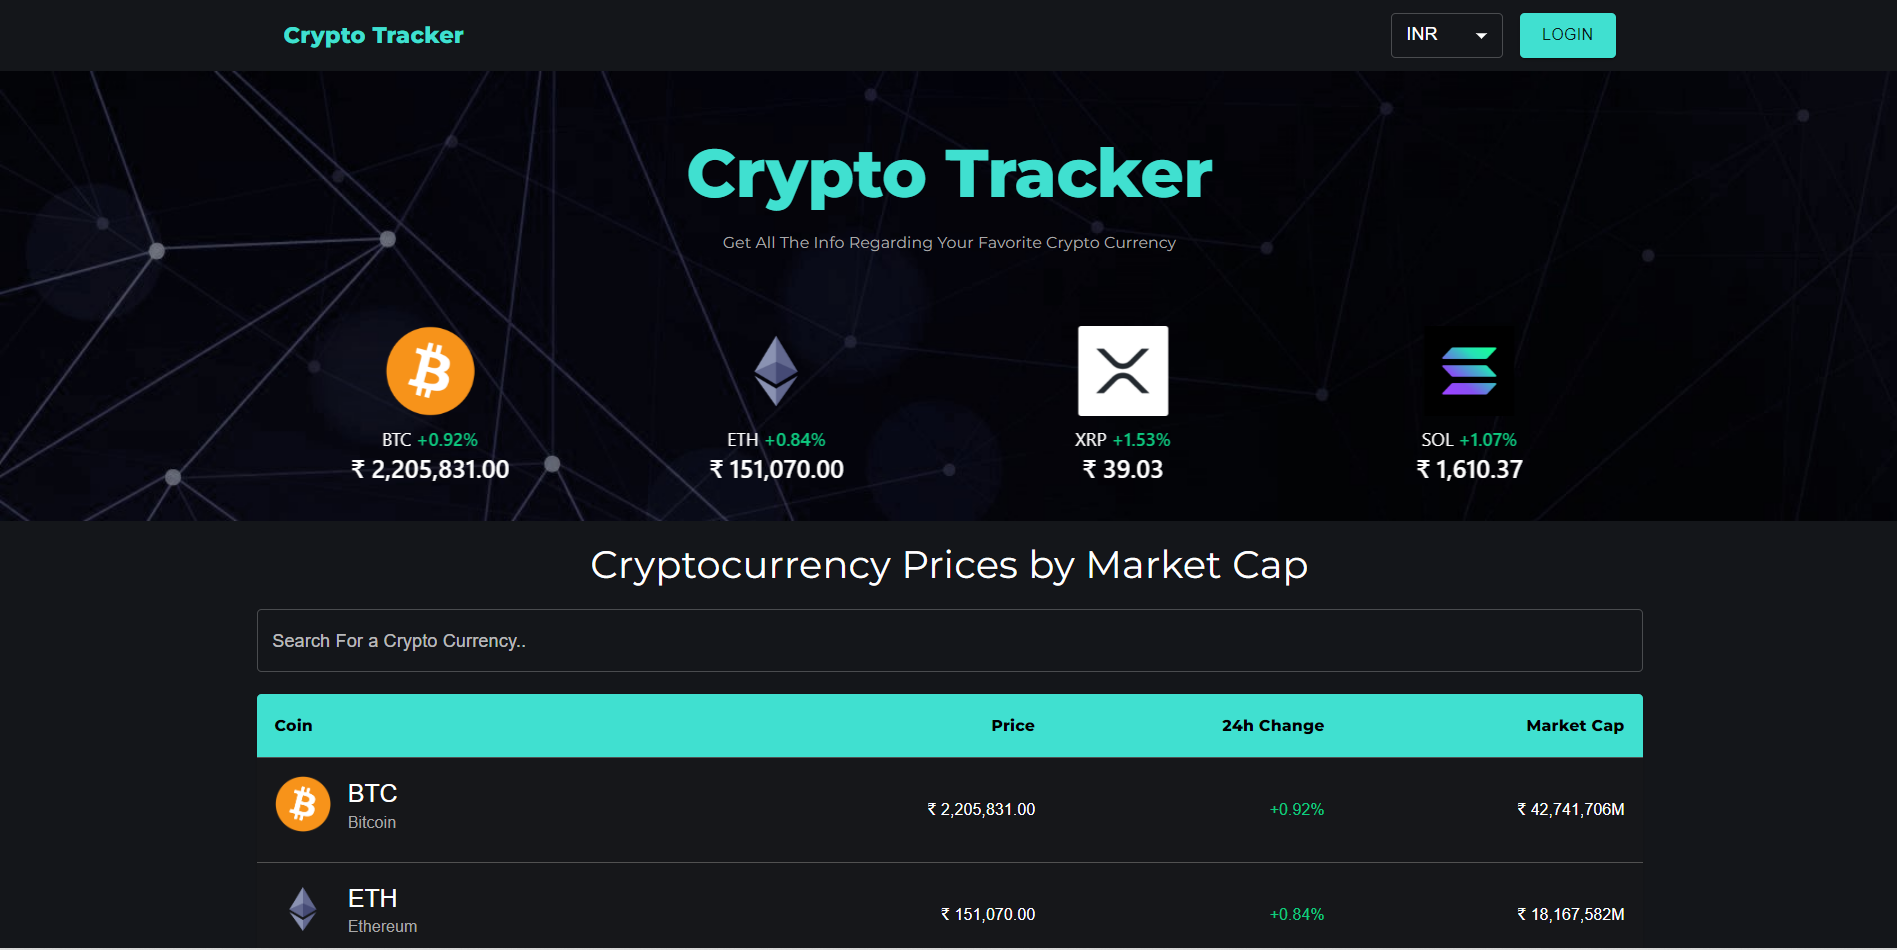 Crypto Tracker
INR
LOGIN
Crypto Tracker
Get All The Info Regarding Your Favorite Crypto Currency
BTC +0.92%
₹ 2,205,831.00
ETH +0.84%
₹ 151,070.00
XRP +1.53%
₹ 39.03
SOL +1.07%
₹ 1,610.37
Cryptocurrency Prices by Market Cap
Search For a Crypto Currency..
Coin Price 24h Change Market Cap
BTC
Bitcoin
₹ 2,205,831.00 +0.92% ₹ 42,741,706M
ETH
Ethereum
₹ 151,070.00 +0.84% ₹ 18,167,582M